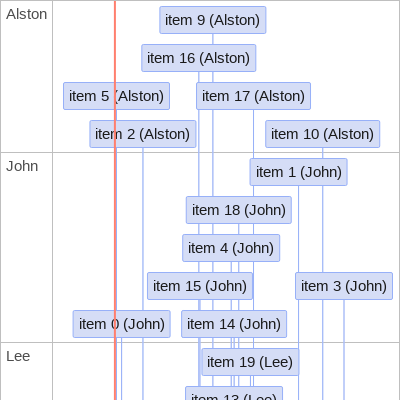 Alston
item 9 (Alston)
item 16 (Alston)
item 5 (Alston)
item 17 (Alston)
item 2 (Alston)
item 10 (Alston)
John
item 1 (John)
item 18 (John)
item 4 (John)
item 15 (John)
item 3 (John)
item 0 (John)
item 14 (John)
Lee
item 19 (Lee)
item 13 (Lee)